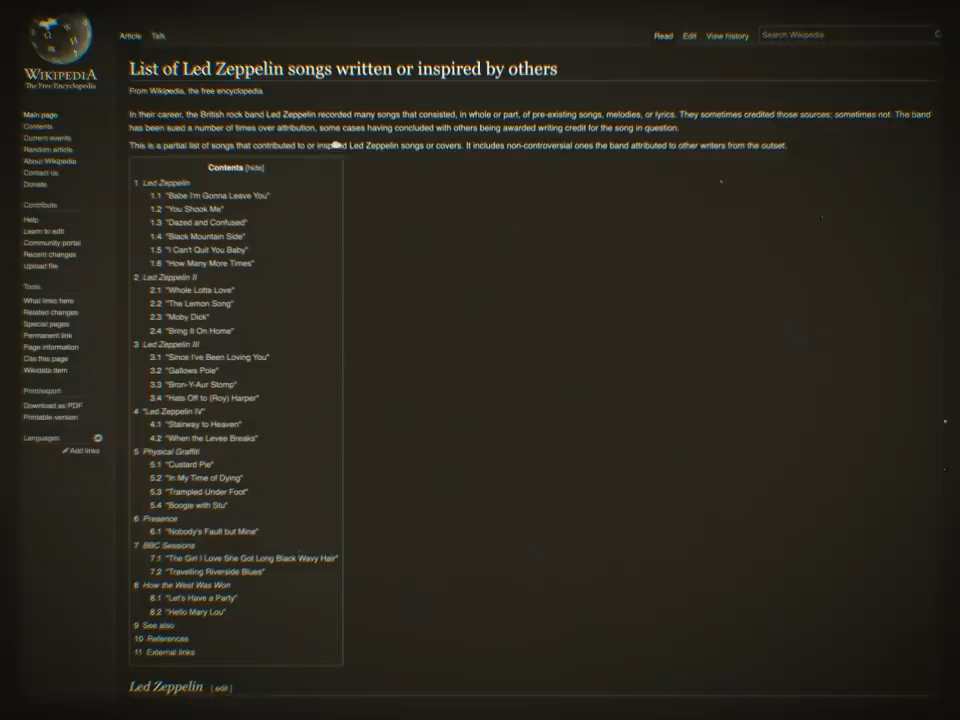 Article Talk
Read Edit View history Search Wikipedia
WIKIPEDIA
The Free Encyclopedia
List of Led Zeppelin songs written or inspired by others
From Wikipedia, the free encyclopedia
In their career, the British rock band Led Zeppelin recorded many songs that consisted, in whole or part, of pre-existing songs, melodies, or lyrics. They sometimes credited those sources; sometimes not. The band
has been sued a number of times over attribution, some cases having concluded with others being awarded writing credit for the song in question.
This is a partial list of songs that contributed to or inspired Led Zeppelin songs or covers. It includes non-controversial ones the band attributed to other writers from the outset.
Main page
Contents
Current events
Random article
About Wikipedia
Contact us
Donate
Contribute
Help
Learn to edit
Community portal
Recent changes
Upload file
Tools
What links here
Related changes
Special pages
Permanent link
Page information
Cite this page
Wikidata item
Print/export
Download as PDF
Printable version
Languages
Add links
Contents [hide]
1 Led Zeppelin
1.1 "Babe I'm Gonna Leave You"
1.2 "You Shook Me"
1.3 "Dazed and Confused"
1.4 "Black Mountain Side"
1.5 "I Can't Quit You Baby"
1.6 "How Many More Times"
2 Led Zeppelin II
2.1 "Whole Lotta Love"
2.2 "The Lemon Song"
2.3 "Moby Dick"
2.4 "Bring It On Home"
3 Led Zeppelin III
3.1 "Since I've Been Loving You"
3.2 "Gallows Pole"
3.3 "Bron-Y-Aur Stomp"
3.4 "Hats Off to (Roy) Harper"
4 "Led Zeppelin IV"
4.1 "Stairway to Heaven"
4.2 "When the Levee Breaks"
5 Physical Graffiti
5.1 "Custard Pie"
5.2 "In My Time of Dying"
5.3 "Trampled Under Foot"
5.4 "Boogie with Stu"
6 Presence
6.1 "Nobody's Fault but Mine"
7 BBC Sessions
7.1 "The Girl I Love She Got Long Black Wavy Hair"
7.2 "Travelling Riverside Blues"
8 How the West Was Won
8.1 "Let's Have a Party"
8.2 "Hello Mary Lou"
9 See also
10 References
11 External links
Led Zeppelin [ edit ]